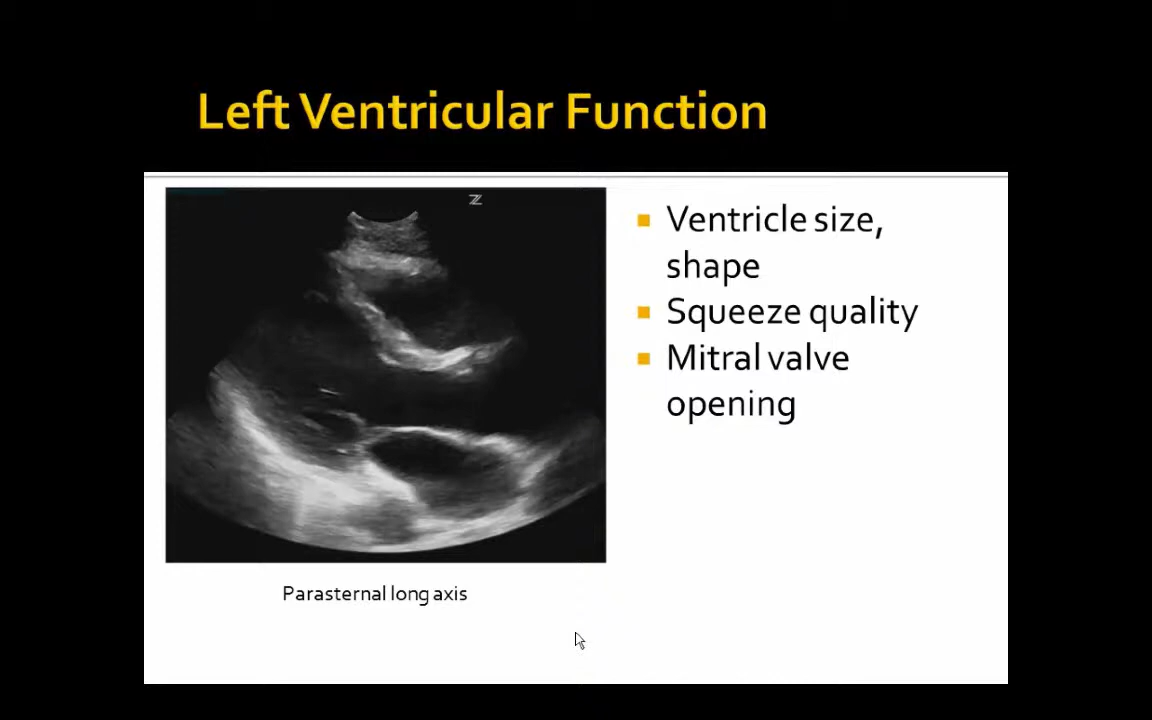 Left Ventricular Function
Z
Ventricle size,
shape
Squeeze quality
Mitral valve
opening
Parasternal long axis